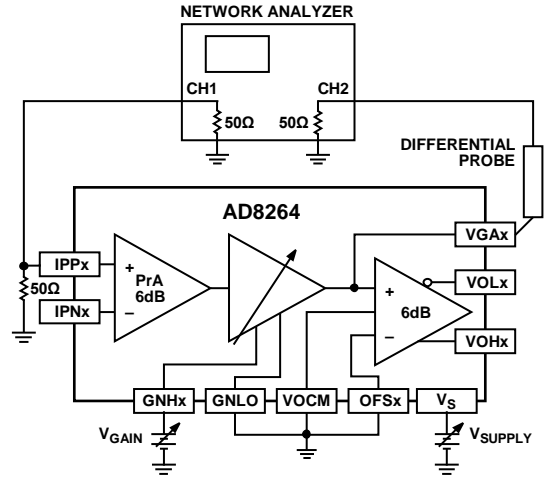 NETWORK ANALYZER
CH1
CH2
50Ω
50Ω
DIFFERENTIAL
PROBE
AD8264
VGAx
IPPx
+
PrA
6dB
–
50Ω
IPNx
+
6dB
–
VOLx
VOHx
GNHx
GNLO
VOCM
OFSx
VS
VGAIN
VSUPPLY